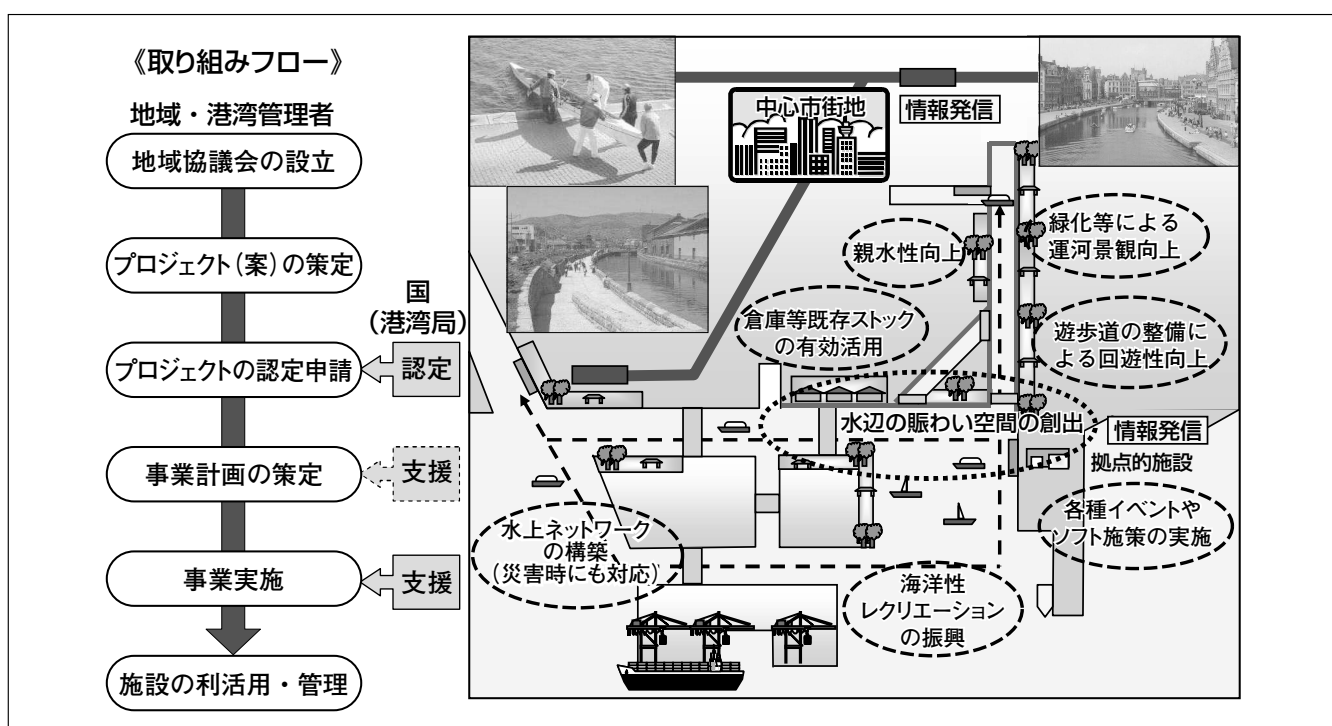 《取り組みフロー》
地域・港湾管理者
地域協議会の設立
プロジェクト(案)の策定
国
(港湾局)
プロジェクトの認定申請
認定
事業計画の策定
支援
事業実施
支援
施設の利活用・管理
中心市街地
情報発信
親水性向上
緑化等による
運河景観向上
倉庫等既存ストック
の有効活用
遊歩道の整備に
よる回遊性向上
水辺の賑わい空間の創出
情報発信
拠点的施設
各種イベントや
ソフト施策の実施
水上ネットワーク
の構築
(災害時にも対応)
海洋性
レクリエーション
の振興